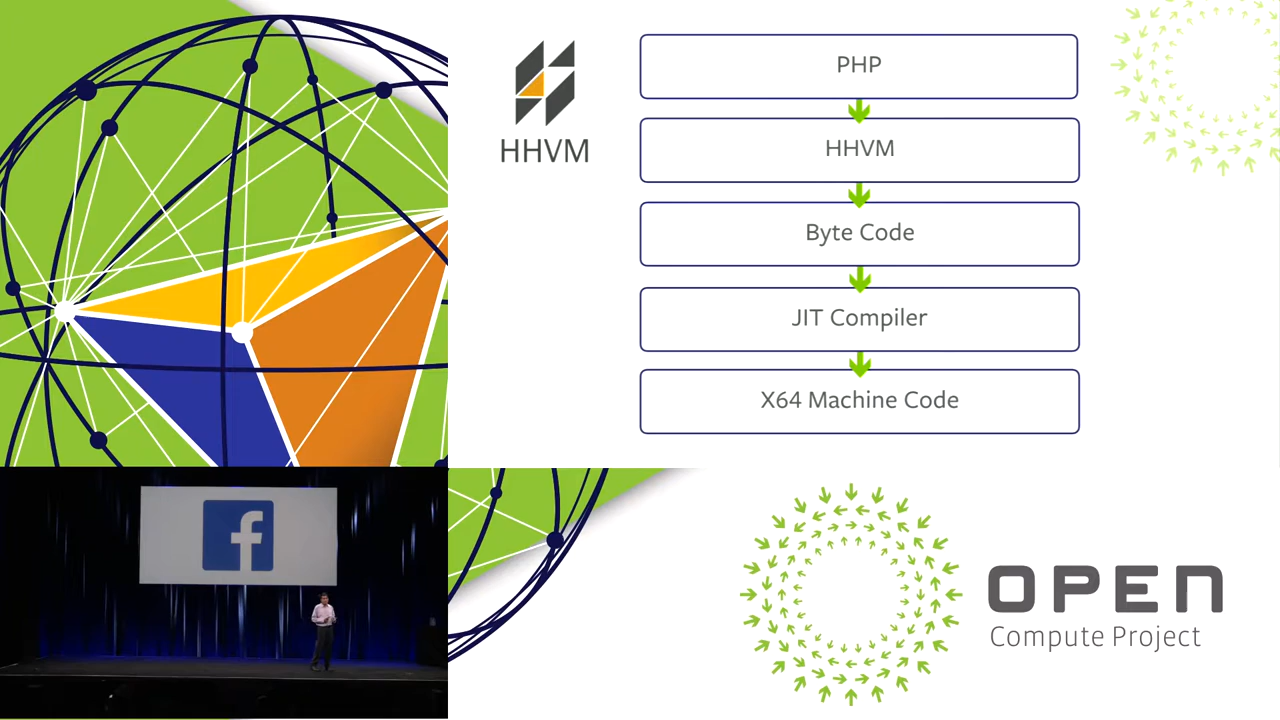 HHVM
PHP
HHVM
Byte Code
JIT Compiler
X64 Machine Code
f
OPEN
Compute Project